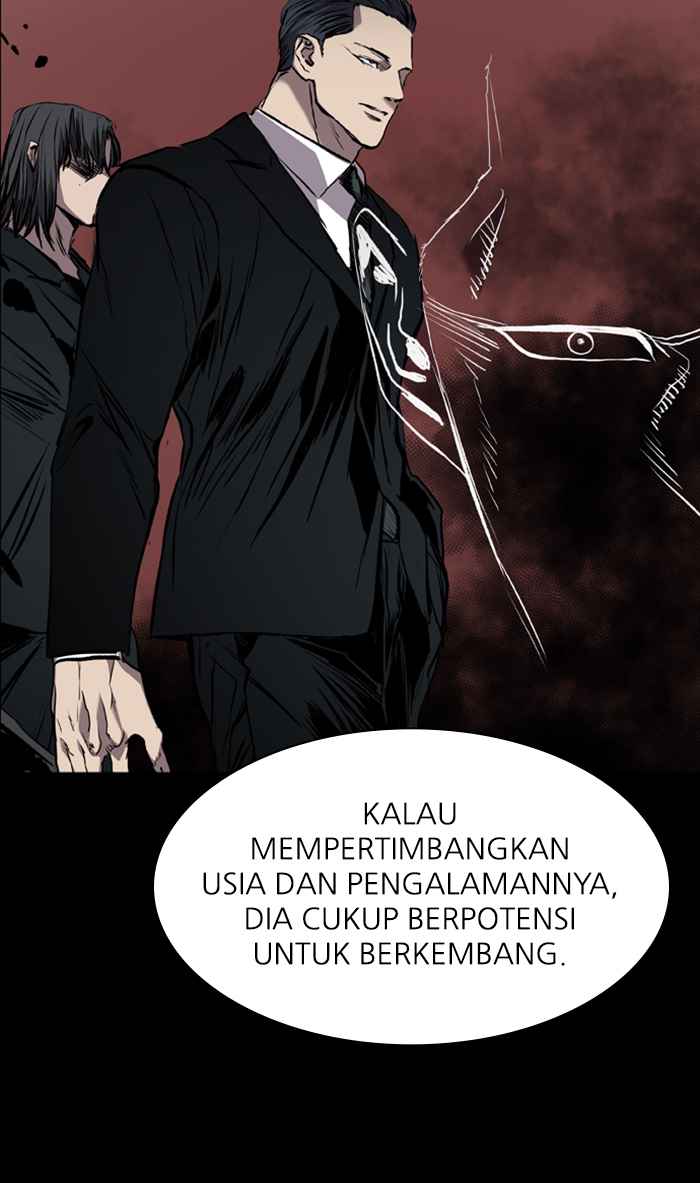 KALAU
MEMPERTIMBANGKAN
USIA DAN PENGALAMANNYA,
DIA CUKUP BERPOTENSI
UNTUK BERKEMBANG.